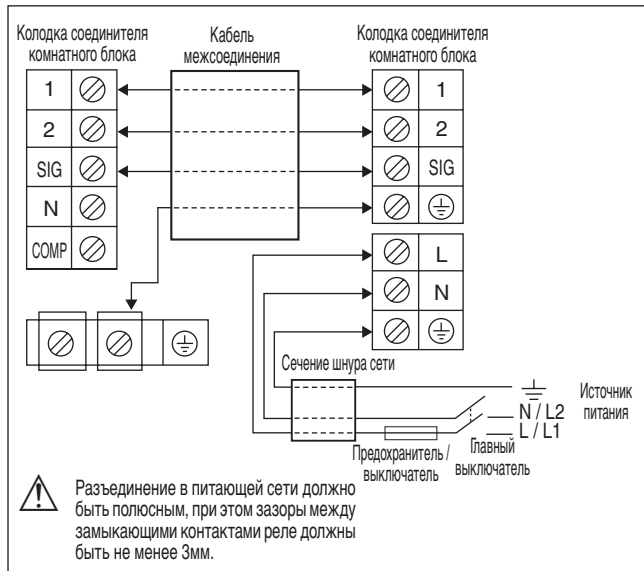 Колодка соединителя
комнатного блока
Кабель
межсоединения
Колодка соединителя
комнатного блока
1
2
SIG
N
COMP
1
2
SIG
L
N
Сечение шнура сети
N / L2
L / L1
Источник
питания
Предохранитель /
выключатель
Главный
выключатель
Разъединение в питающей сети должно
быть полюсным, при этом зазоры между
замыкающими контактами реле должны
быть не менее 3мм.